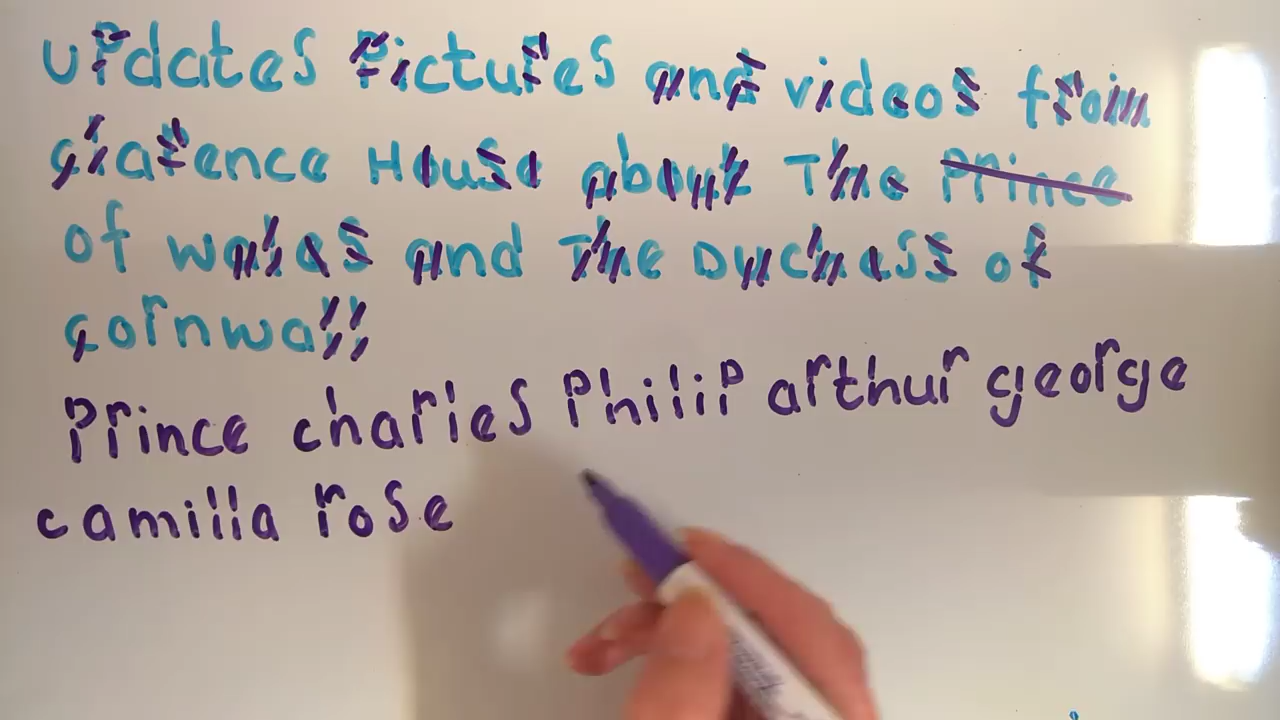 updates Pictures and videos from
clarence House about The Prince
of wales and The Duchess of
cornwall
Prince charles Philip arthur george
camilla rose